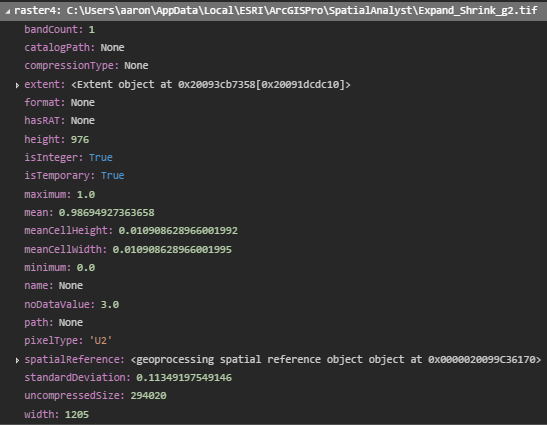 raster4: C:\Users\aaron\AppData\Local\ESRI\ArcGISPro\SpatialAnalyst\Expand_Shrink_g2.tif
bandCount: 1
catalogPath: None
compressionType: None
extent: <Extent object at 0x20093cb7358[0x20091dcdc10]>
format: None
hasRAT: None
height: 976
isInteger: True
isTemporary: True
maximum: 1.0
mean: 0.98694927363658
meanCellHeight: 0.010908628966001992
meanCellWidth: 0.010908628966001995
minimum: 0.0
name: None
noDataValue: 3.0
path: None
pixelType: 'U2'
spatialReference: <geoprocessing spatial reference object object at 0x0000020099C36170>
standardDeviation: 0.11349197549146
uncompressedSize: 294020
width: 1205